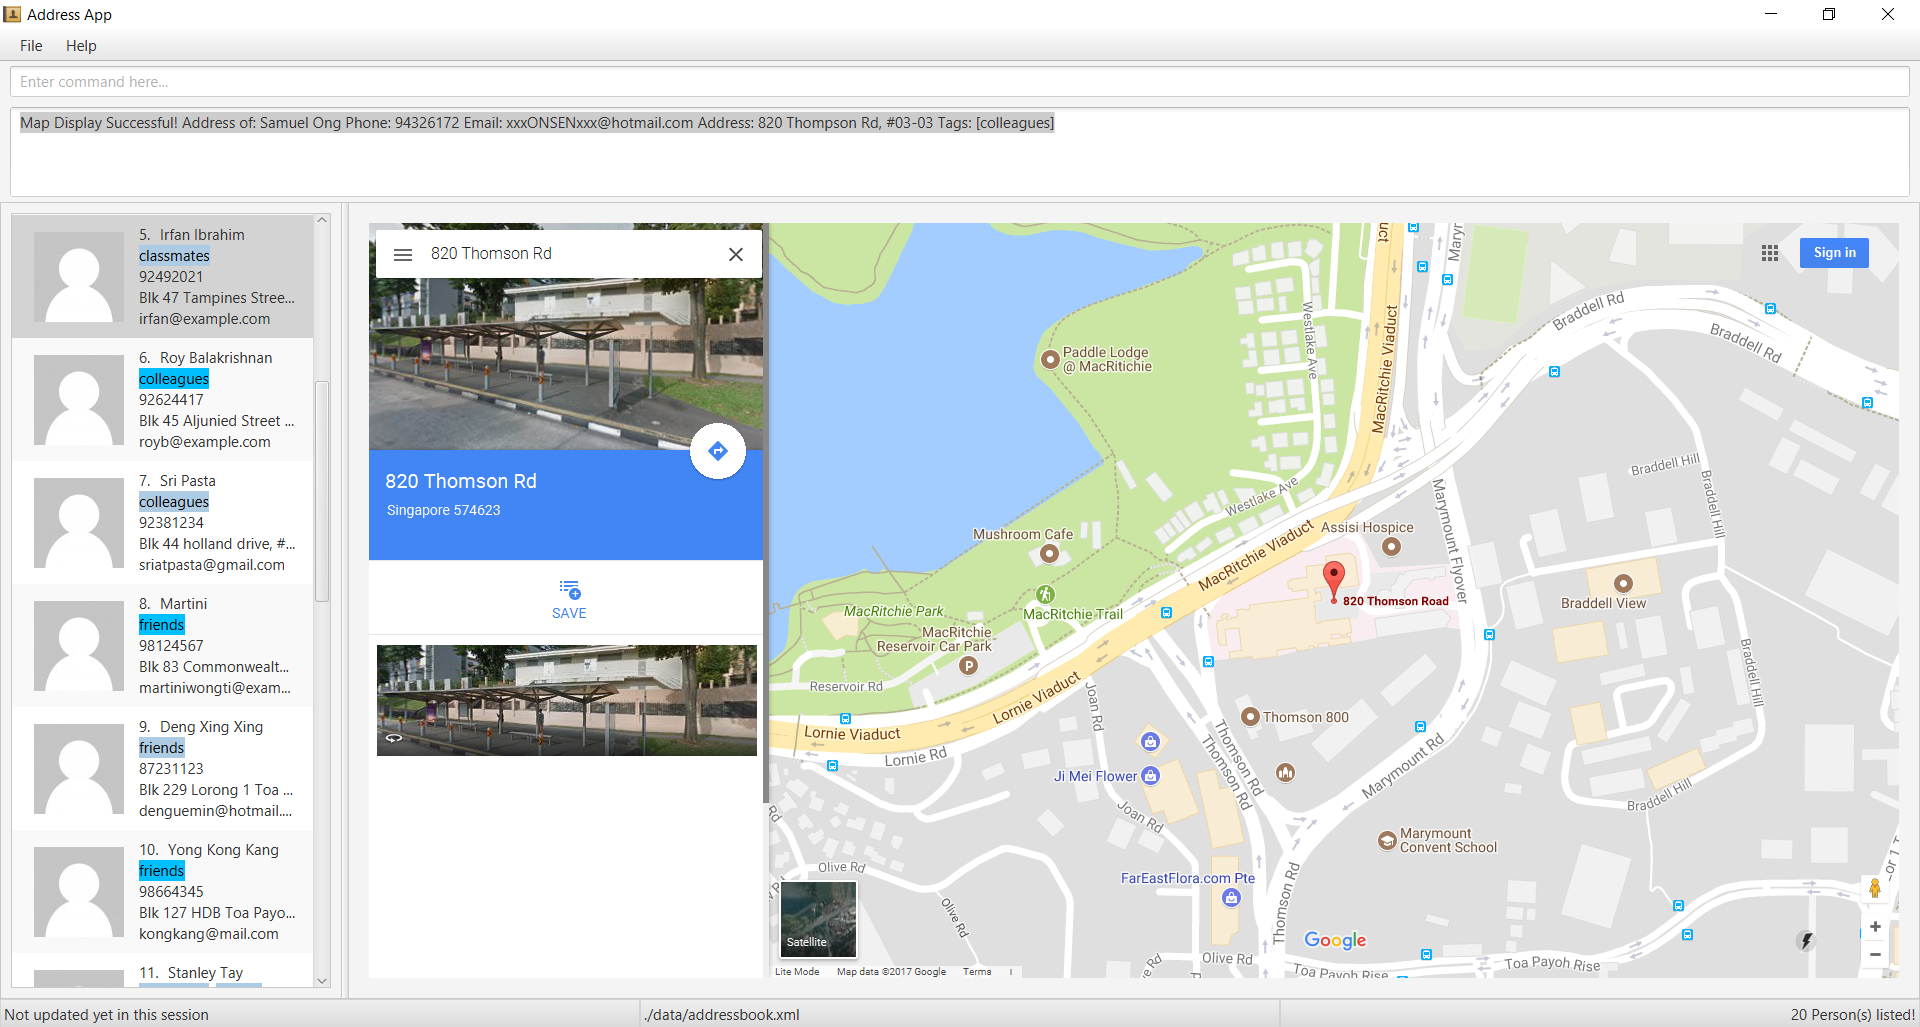 Address App
File Help
Enter command here...
Map Display Successful! Address of: Samuel Ong Phone: 94326172 Email: xxxONSENxxx@hotmail.com Address: 820 Thompson Rd, #03-03 Tags: [colleagues]
5. Irfan Ibrahim
classmates
92492021
Blk 47 Tampines Stree...
irfan@example.com
6. Roy Balakrishnan
colleagues
92624417
Blk 45 Aljunied Street ...
royb@example.com
7. Sri Pasta
colleagues
92381234
Blk 44 holland drive, #...
sriatpasta@gmail.com
8. Martini
friends
98124567
Blk 83 Commonwealt...
martiniwongti@exam...
9. Deng Xing Xing
friends
87231123
Blk 229 Lorong 1 Toa ...
denguemin@hotmail....
10. Yong Kong Kang
friends
98664345
Blk 127 HDB Toa Payo...
kongkang@mail.com
11. Stanley Tay
820 Thomson Rd
820 Thomson Rd
Singapore 574623
SAVE
Sign in
Paddle Lodge
@ MacRitichie
Westlake Ave
MacRitchie Viaduct
uct
Mary
Braddell Rd
Braddell Rd
Braddell Hill
Braddell Hill
Westlake Ave
Marymount Flyover
Mushroom Cafe
MacRitchie Viaduct
Assisi Hospice
820 Thomson Road
Braddell View
MacRitchie Park
MacRitchie Trail
MacRitchie
Reservoir Car Park
P
Reservoir Rd
Lornie Viaduct
Joan Rd
Braddell Hill
Thomson 800
Lornie Viaduct
Lornie Rd
Thomson Rd
Thomson Rd
Marymount Rd
Ji Mei Flower
Braddell Hill
Joan Rd
Rd
Marymount
Convent School
Olive Rd
FarEastFlora.com Pte
Olive Rd
Thomson Rd
Satellite
Google
Olive Rd
ve Rd
Toa Payoh Rise
Toa Payoh Rise
Lite Mode Map data ©2017 Google Terms
Not updated yet in this session
./data/addressbook.xml
20 Person(s) listed!